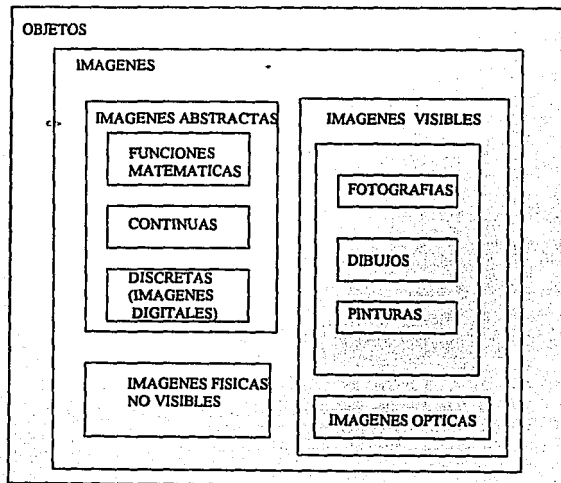 OBJETOS
IMAGENES
IMAGENES ABSTRACTAS
FUNCIONES
MATEMATICAS
CONTINUAS
DISCRETAS
(IMAGENES
DIGITALES)
IMAGENES FISICAS
NO VISIBLES
IMAGENES VISIBLES
FOTOGRAFIAS
DIBUJOS
PINTURAS
IMAGENES OPTICAS